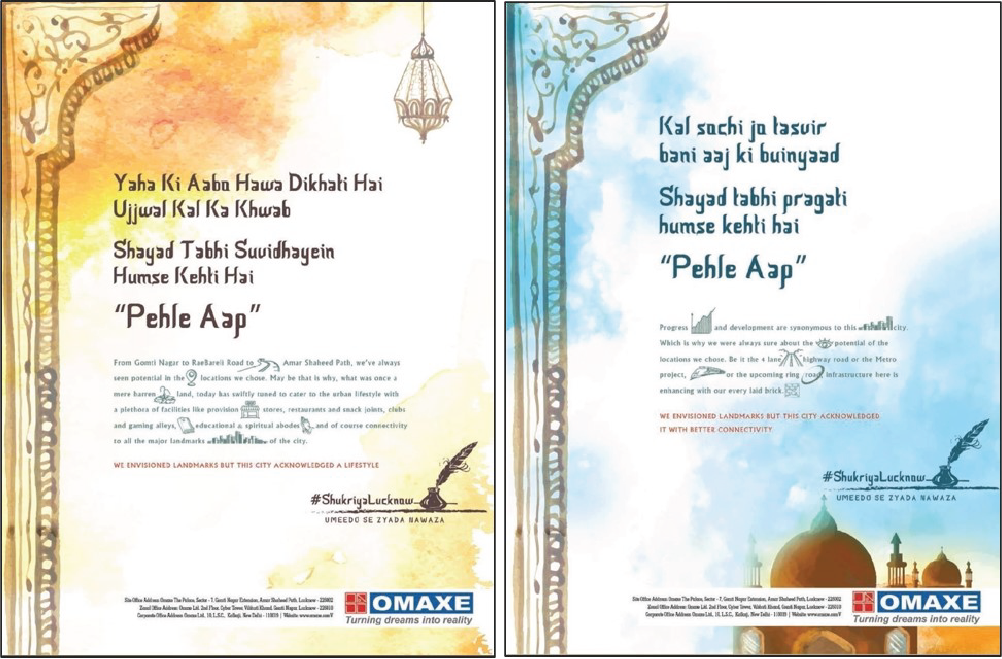 Yaha Ki Aabo Hawa Dikhati Hai
Ujjwal Kal Ka Khwab
Shayad Tabhi Suvidhayein
Humse Kehti Hai
“Pehle Aap”
From Gomti Nagar to RaeBareli Road to Amar Shaheed Path, we've always
seen potential in the locations we chose. May be that is why, what was once a
mere barren land, today has swiftly tuned to cater to the urban lifestyle with
a plethora of facilities like provision stores, restaurants and snack joints, clubs
and gaming alleys, educational & spiritual abodes and of course connectivity
to all the major landmarks of the city.
WE ENVISIONED LANDMARKS BUT THIS CITY ACKNOWLEDGED A LIFESTYLE
#ShukriyaLucknow
UMEEDO SE ZYADA NAWAZA
Site Office Address: Omaxe The Palace, Sector - 7, Gomti Nagar Extension, Amar Shaheed Path, Lucknow - 226002
Zonal Office Address: Omaxe Ltd. 2nd Floor, Cyber Tower, Vibhuti Khand, Gomti Nagar, Lucknow - 226010
Corporate Office Address: Omaxe Ltd., 10, L.S.C., Kalkaji, New Delhi - 110019 | Website: www.omaxe.com
OMAXE
Turning dreams into reality
Kal sochi jo tasvir
bani aaj ki buinyaad
Shayad tabhi pragati
humse kehti hai
“Pehle Aap”
Progress and development are synonymous to this city.
Which is why we were always sure about the potential of the
locations we chose. Be it the 4 lane highway road or the Metro
project, or the upcoming ring road, infrastructure here is
enhancing with our every laid brick.
WE ENVISIONED LANDMARKS BUT THIS CITY ACKNOWLEDGED
IT WITH BETTER CONNECTIVITY
#ShukriyaLucknow
UMEEDO SE ZYADA NAWAZA
Site Office Address: Omaxe The Palace, Sector - 7, Gomti Nagar Extension, Amar Shaheed Path, Lucknow - 226002
Zonal Office Address: Omaxe Ltd. 2nd Floor, Cyber Tower, Vibhuti Khand, Gomti Nagar, Lucknow - 226010
Corporate Office Address: Omaxe Ltd., 10, L.S.C., Kalkaji, New Delhi - 110019 | Website: www.omaxe.com
OMAXE
Turning dreams into reality